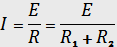 I = E/R = E/(R₁ + R₂)